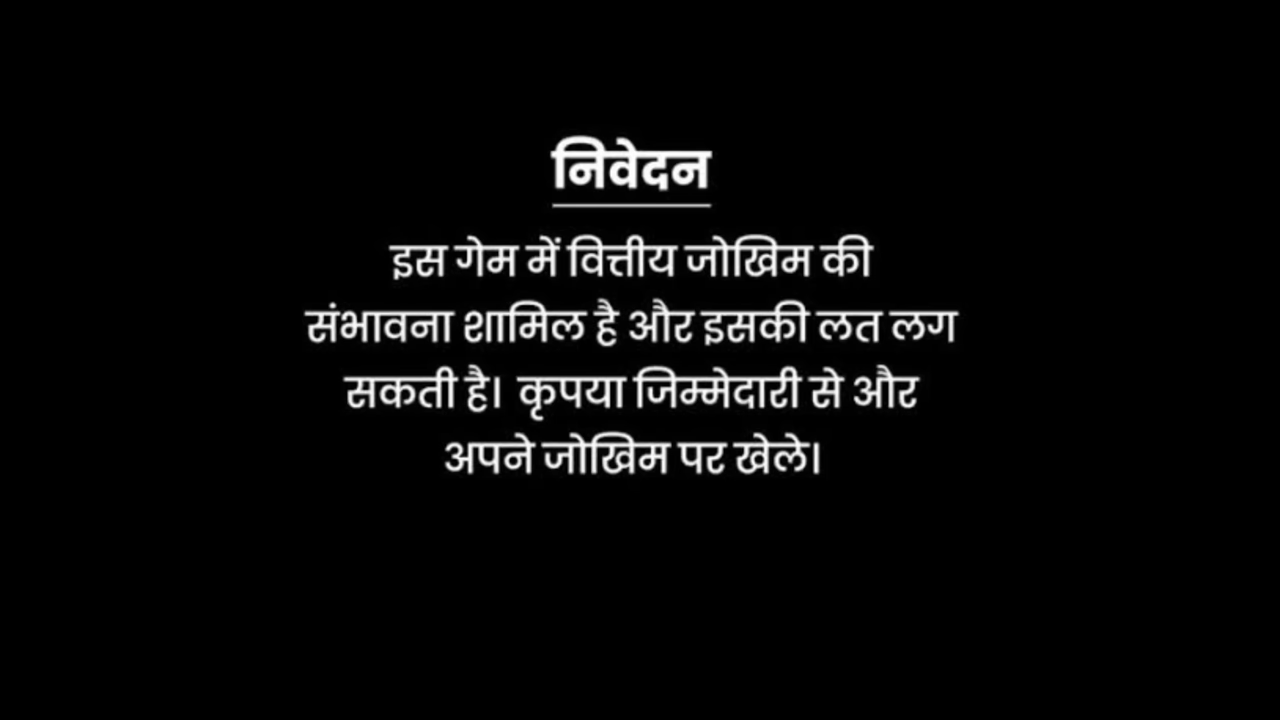 निवेदन
इस गेम में वित्तीय जोखिम की
संभावना शामिल है और इसकी लत लग
सकती है। कृपया जिम्मेदारी से और
अपने जोखिम पर खेले।